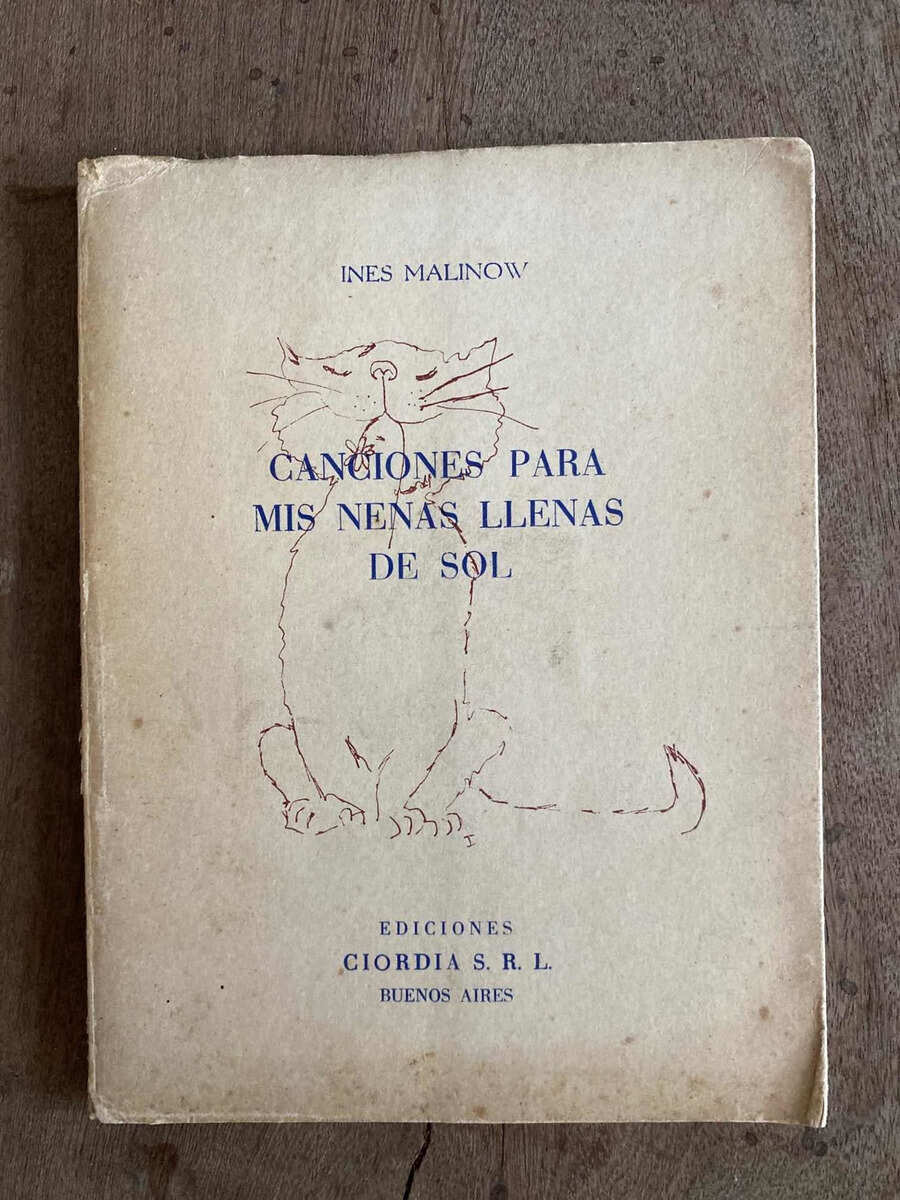 INES MALINOW
CANCIONES PARA
MIS NENAS LLENAS
DE SOL
EDICIONES
CIORDIA S. R. L.
BUENOS AIRES